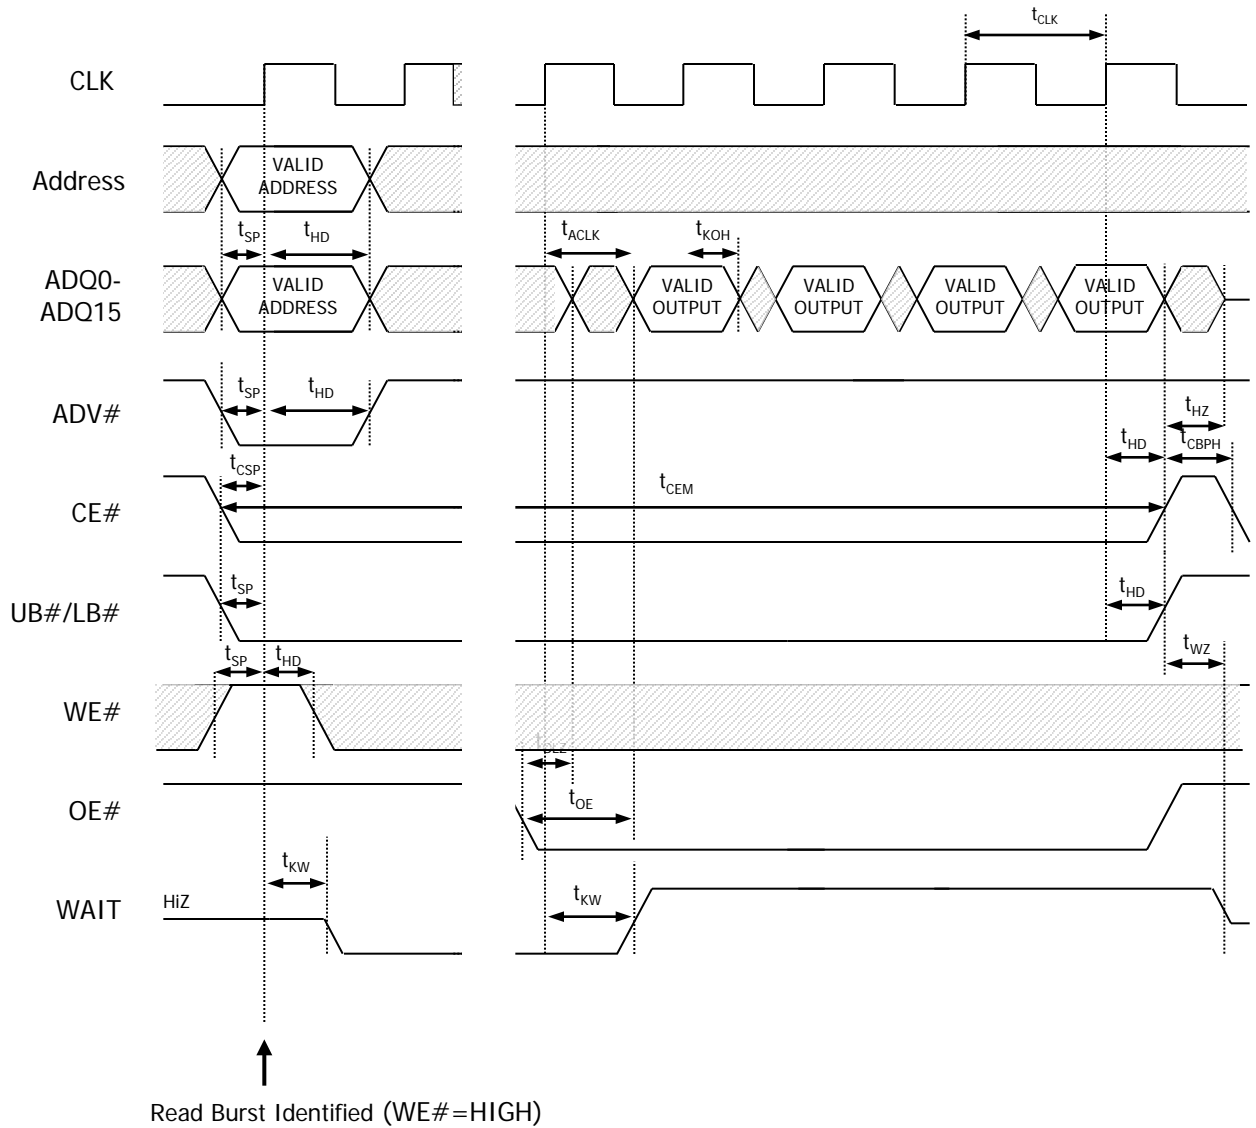 tCLK
CLK
Address
VALID
ADDRESS
tSP
tHD
tACLK
tKOH
ADQ0-
ADQ15
VALID
ADDRESS
VALID
OUTPUT
VALID
OUTPUT
VALID
OUTPUT
VALID
OUTPUT
ADV#
tSP
tHD
tHZ
tHD
tCBPH
CE#
tCSP
tCEM
UB#/LB#
tSP
tHD
tSP
tHD
tWZ
WE#
tOLZ
OE#
tOE
tKW
WAIT
HiZ
tKW
Read Burst Identified (WE#=HIGH)